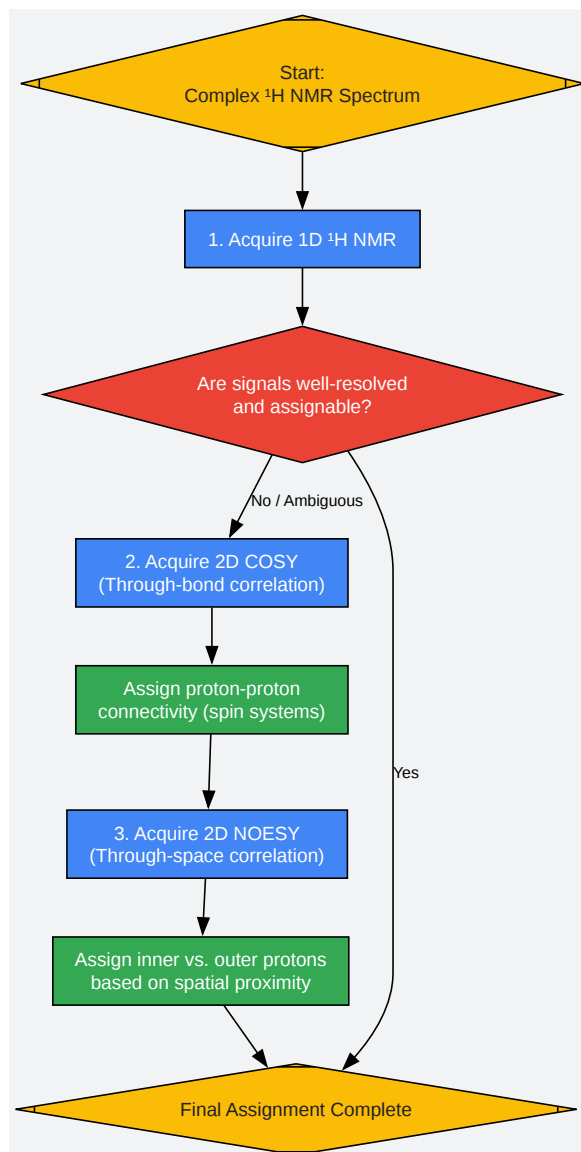 Start:
Complex ¹H NMR Spectrum
1. Acquire 1D ¹H NMR
Are signals well-resolved
and assignable?
No / Ambiguous
2. Acquire 2D COSY
(Through-bond correlation)
Assign proton-proton
connectivity (spin systems)
Yes
3. Acquire 2D NOESY
(Through-space correlation)
Assign inner vs. outer protons
based on spatial proximity
Final Assignment Complete